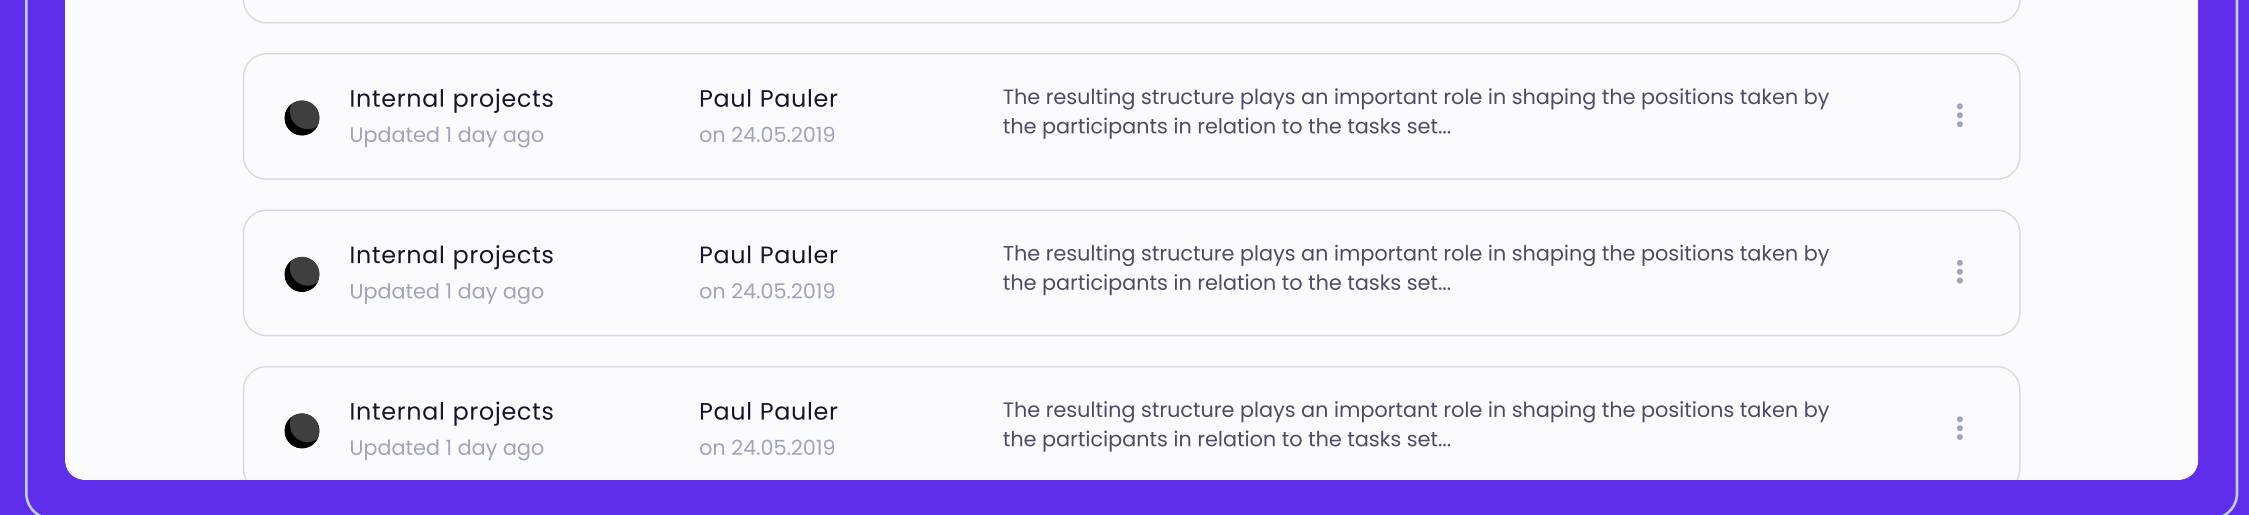 Internal projects
Updated 1 day ago
Paul Pauler
on 24.05.2019
The resulting structure plays an important role in shaping the positions taken by
the participants in relation to the tasks set...
Internal projects
Updated 1 day ago
Paul Pauler
on 24.05.2019
The resulting structure plays an important role in shaping the positions taken by
the participants in relation to the tasks set...
Internal projects
Updated 1 day ago
Paul Pauler
on 24.05.2019
The resulting structure plays an important role in shaping the positions taken by
the participants in relation to the tasks set...